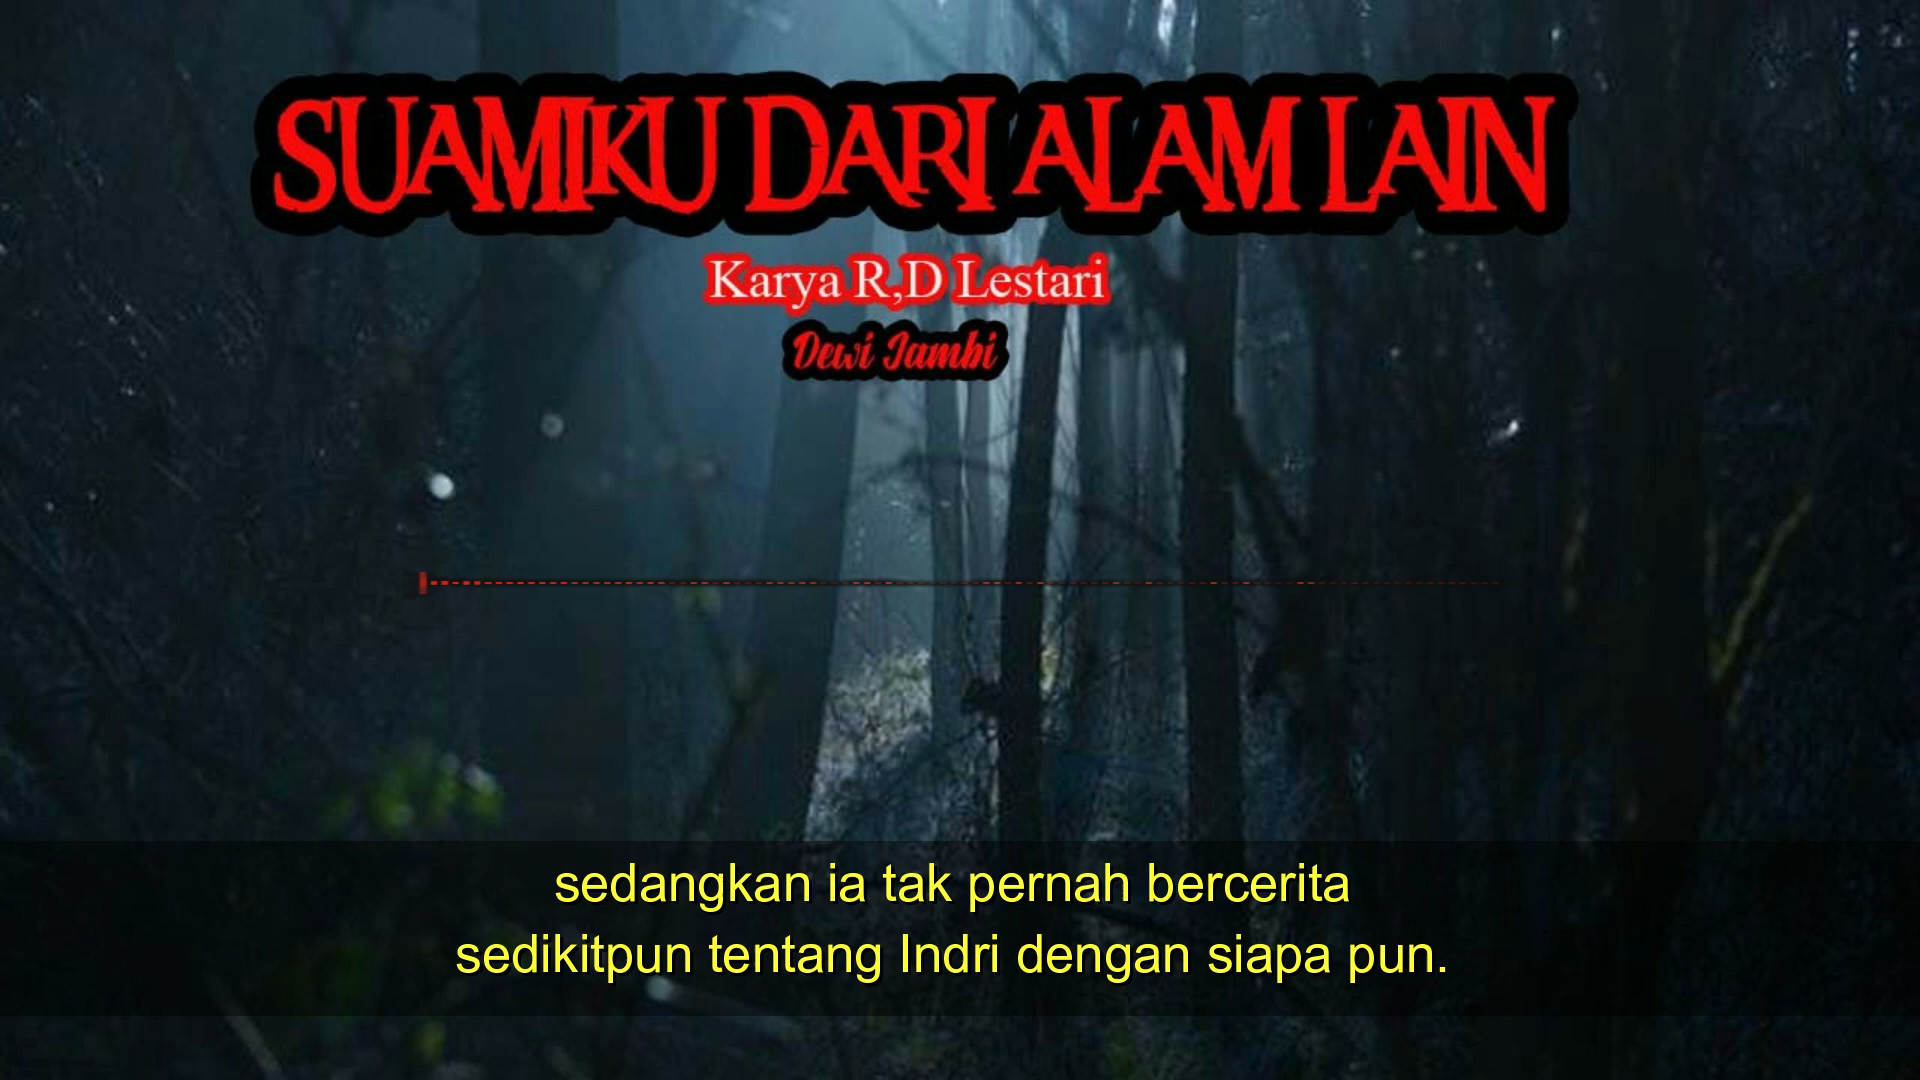 SUAMIKU DARI ALAM LAIN
Karya R,D Lestari
Dewi Jambi
sedangkan ia tak pernah bercerita
sedikitpun tentang Indri dengan siapa pun.